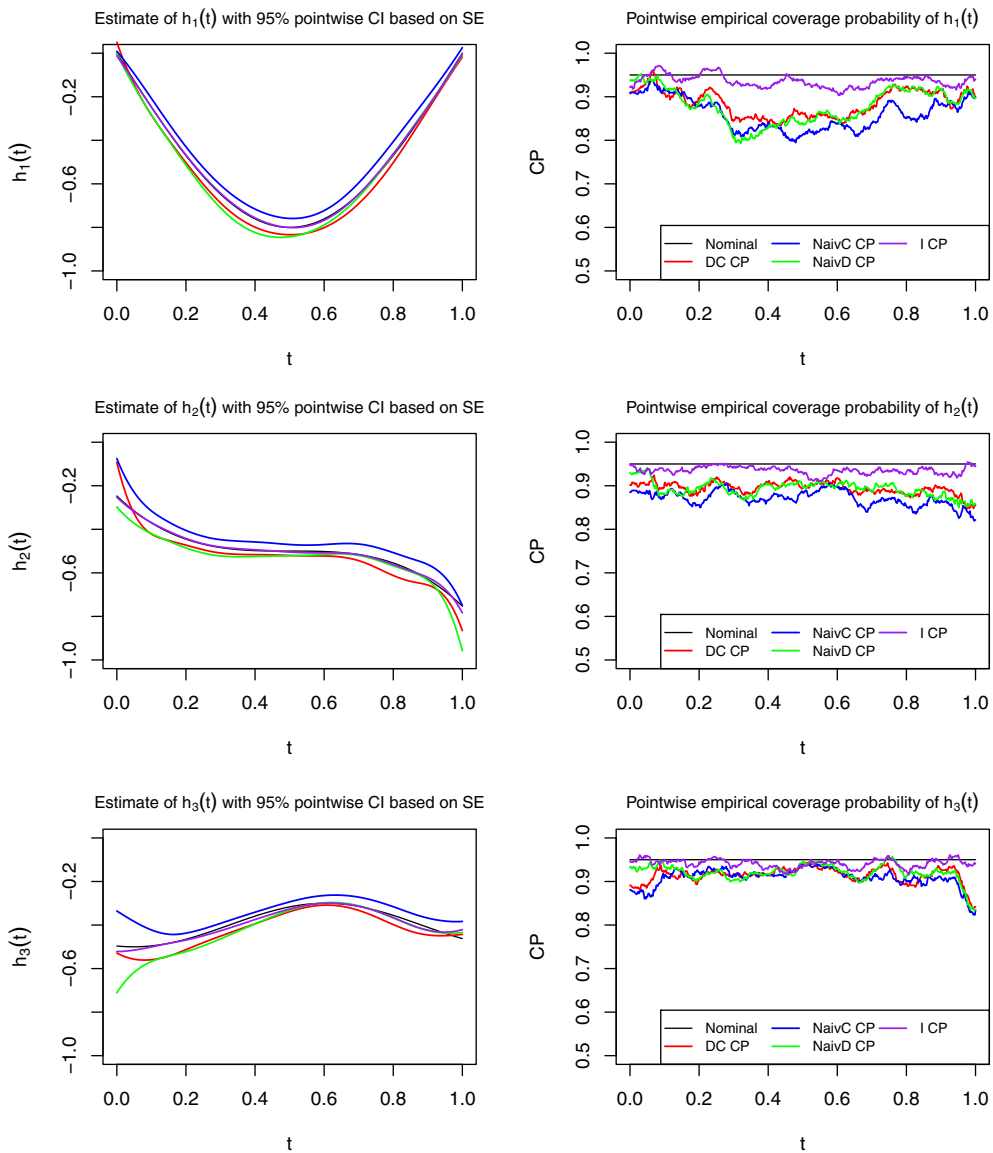 Estimate of h₁(t) with 95% pointwise CI based on SE
h₁(t)
−0.2
−0.6
−1.0
0.0 0.2 0.4 0.6 0.8 1.0
t
Pointwise empirical coverage probability of h₁(t)
CP
1.0
0.9
0.8
0.7
0.6
0.5
Nominal NaivC CP I CP
DC CP NaivD CP
0.0 0.2 0.4 0.6 0.8 1.0
t
Estimate of h₂(t) with 95% pointwise CI based on SE
h₂(t)
−0.2
−0.6
−1.0
0.0 0.2 0.4 0.6 0.8 1.0
t
Pointwise empirical coverage probability of h₂(t)
CP
1.0
0.9
0.8
0.7
0.6
0.5
Nominal NaivC CP I CP
DC CP NaivD CP
0.0 0.2 0.4 0.6 0.8 1.0
t
Estimate of h₃(t) with 95% pointwise CI based on SE
h₃(t)
−0.2
−0.6
−1.0
0.0 0.2 0.4 0.6 0.8 1.0
t
Pointwise empirical coverage probability of h₃(t)
CP
1.0
0.9
0.8
0.7
0.6
0.5
Nominal NaivC CP I CP
DC CP NaivD CP
0.0 0.2 0.4 0.6 0.8 1.0
t